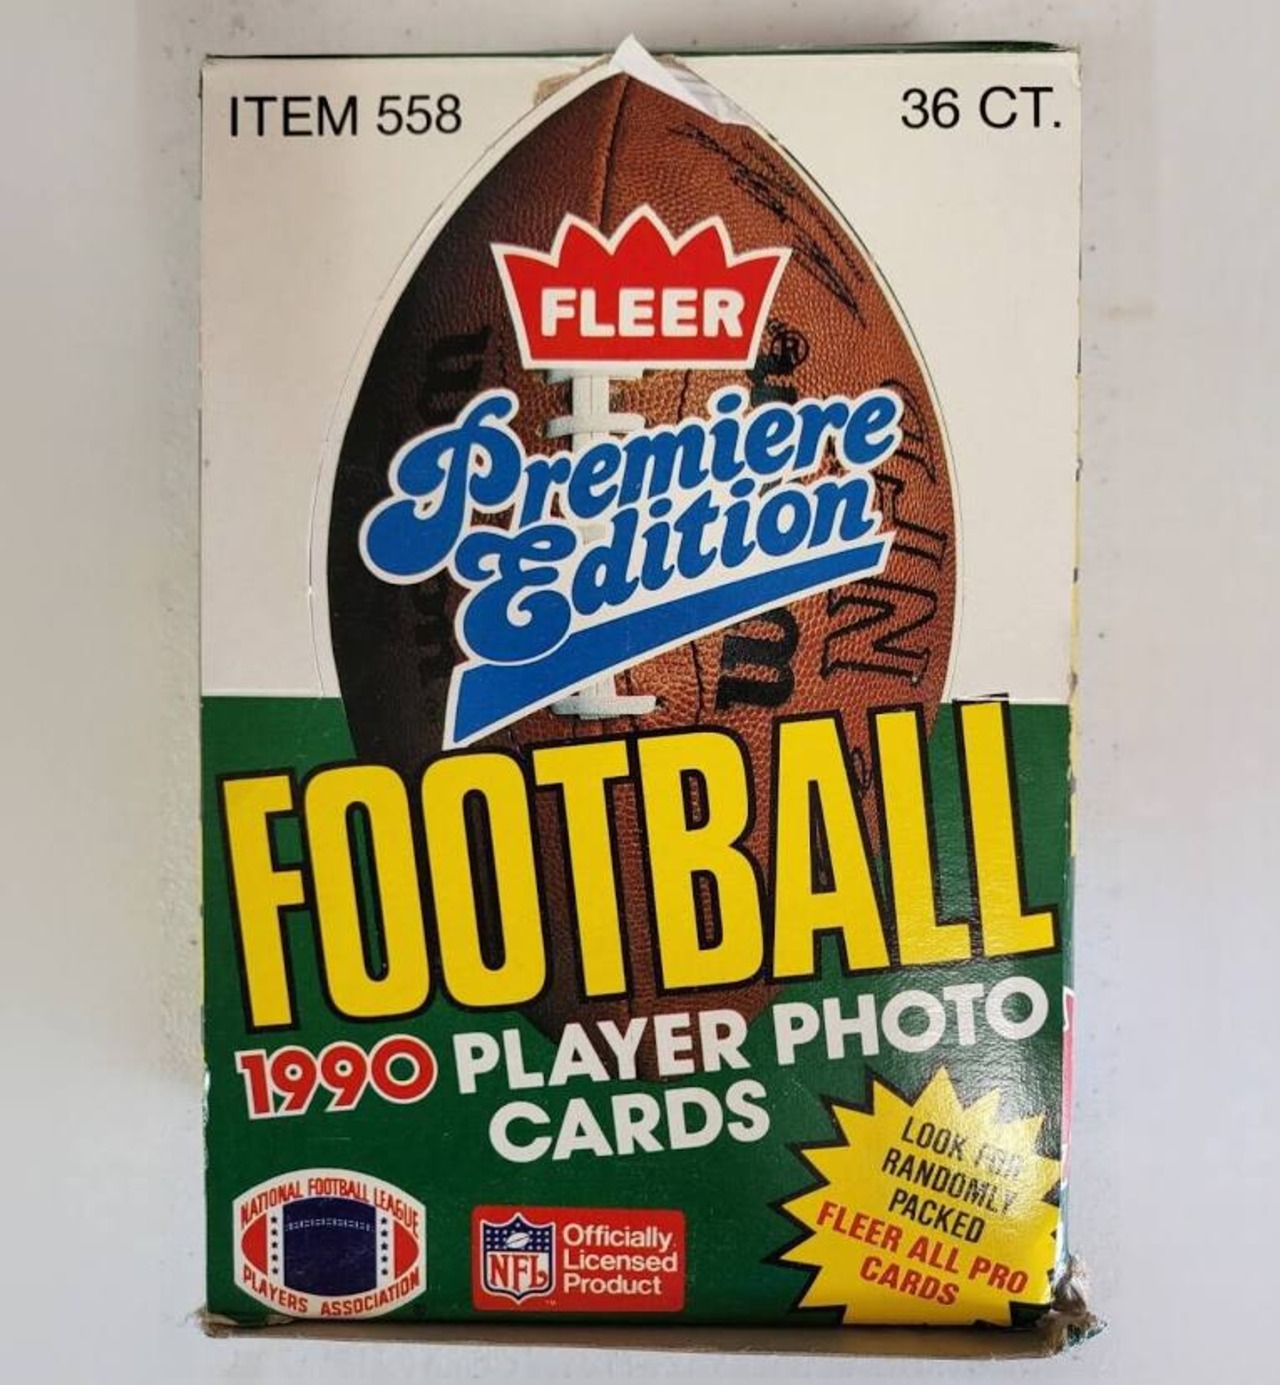 ITEM 558
36 CT.
FLEER
Premiere
Edition
FOOTBALL
1990 PLAYER PHOTO
CARDS
NATIONAL FOOTBALL LEAGUE
PLAYERS ASSOCIATION
NFL
Officially
Licensed
Product
LOOK FOR
RANDOMLY
PACKED
FLEER ALL PRO
CARDS